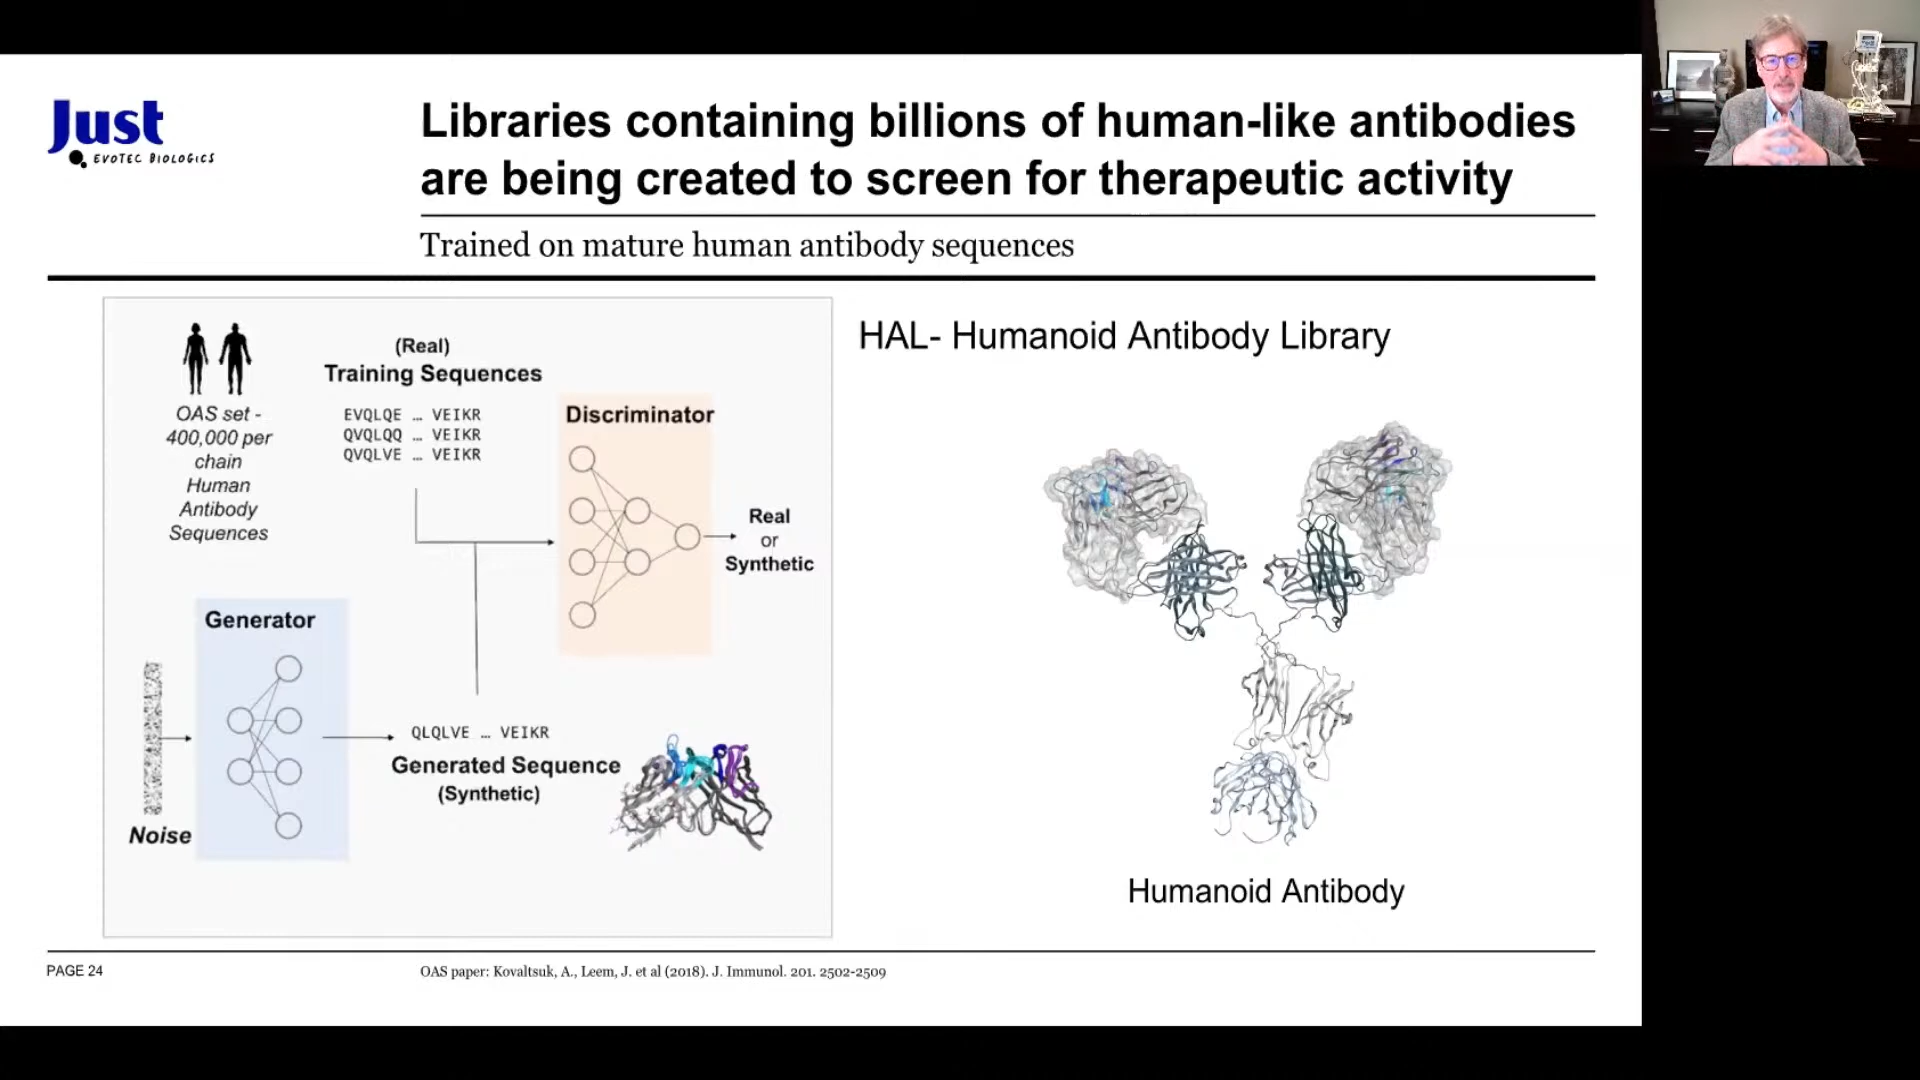 Just
EVOTEC BIOLOGICS
Libraries containing billions of human-like antibodies
are being created to screen for therapeutic activity
Trained on mature human antibody sequences
OAS set -
400,000 per
chain
Human
Antibody
Sequences
(Real)
Training Sequences
EVQLQE … VEIKR
QVQLQQ … VEIKR
QVQLVE … VEIKR
Discriminator
Real
or
Synthetic
Generator
Noise
QLQLVE … VEIKR
Generated Sequence
(Synthetic)
HAL- Humanoid Antibody Library
Humanoid Antibody
PAGE 24
OAS paper: Kovaltsuk, A., Leem, J. et al (2018). J. Immunol. 201. 2502-2509